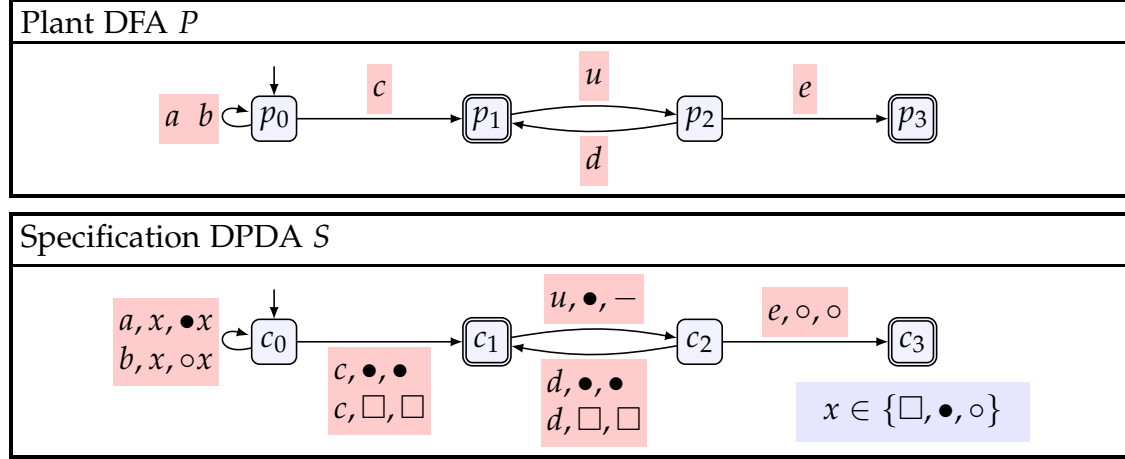 Plant DFA P
a b
p₀
c
p₁
u
d
p₂
e
p₃
Specification DPDA S
a, x, •x
b, x, ∘x
c₀
c, •, •
c, □, □
c₁
u, •, −
d, •, •
d, □, □
c₂
e, ∘, ∘
c₃
x ∈ {□, •, ∘}